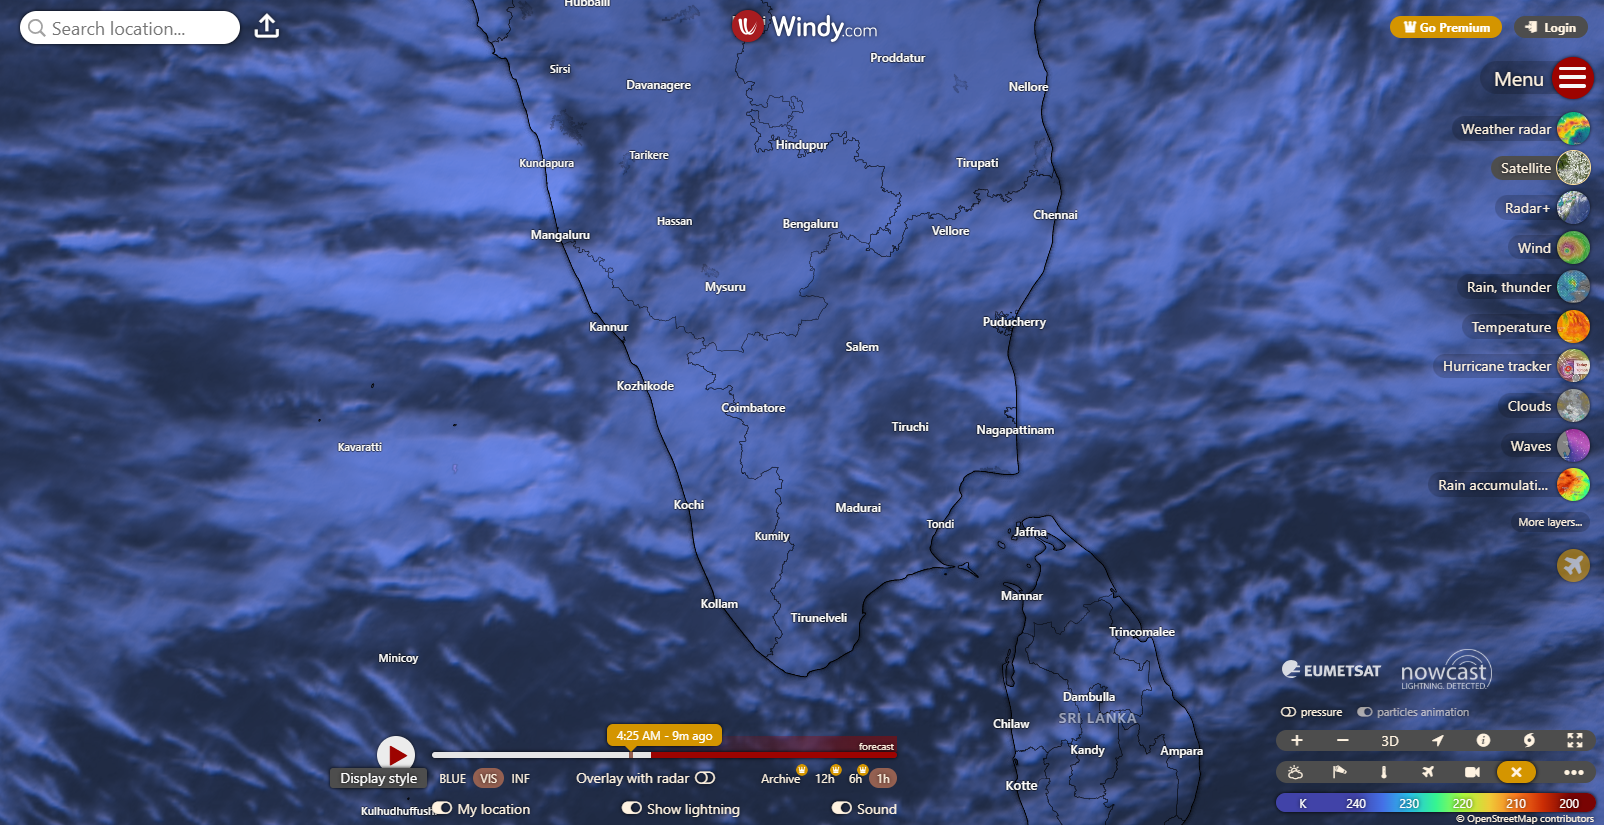 Search location...
Windy.com
Go Premium
Login
Menu
Weather radar
Satellite
Radar+
Wind
Rain, thunder
Temperature
Hurricane tracker
Clouds
Waves
Rain accumulati...
More layers...
Hubballi
Sirsi
Davanagere
Proddatur
Nellore
Kundapura
Tarikere
Hindupur
Tirupati
Hassan
Bengaluru
Chennai
Mangaluru
Vellore
Mysuru
Kannur
Puducherry
Salem
Kozhikode
Coimbatore
Tiruchi
Nagapattinam
Kavaratti
Kochi
Madurai
Tondi
Kumily
Jaffna
Kollam
Tirunelveli
Mannar
Trincomalee
Minicoy
Dambulla
SRI LANKA
Chilaw
Kandy
Ampara
Kotte
EUMETSAT
nowcast
LIGHTNING. DETECTED.
pressure
particles animation
3D
K 240 230 220 210 200
© OpenStreetMap contributors
4:25 AM - 9m ago
forecast
Display style
BLUE VIS INF
Overlay with radar
Archive 12h 6h 1h
Kulhudhuffush
My location
Show lightning
Sound